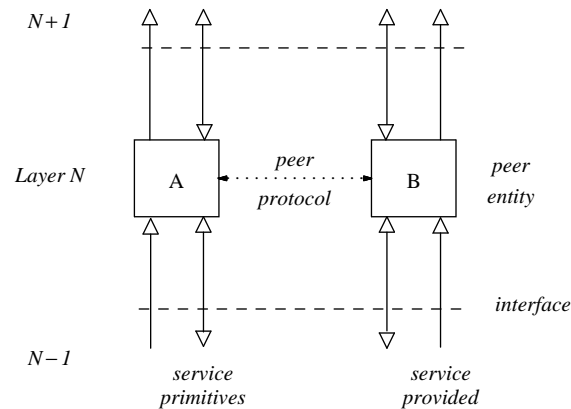 N+1
Layer N
A
peer
protocol
B
peer
entity
interface
N−1
service
primitives
service
provided